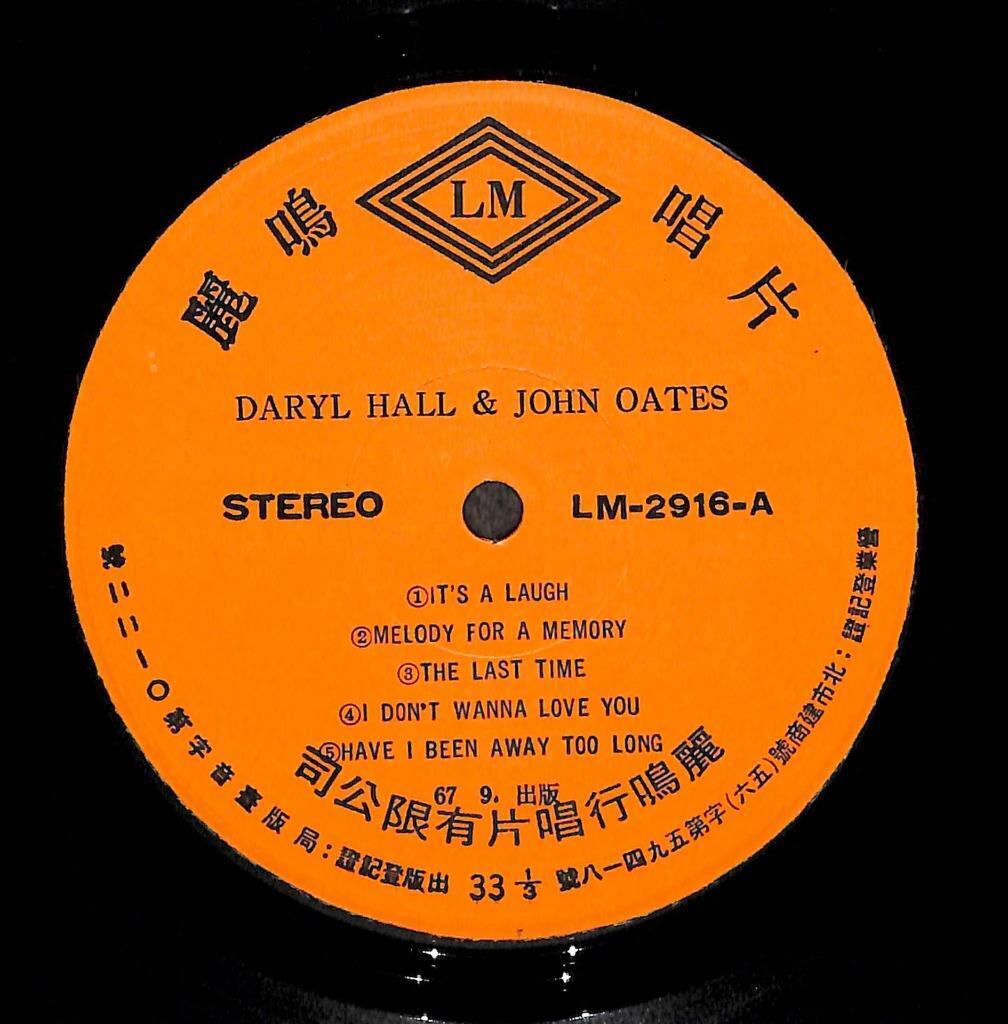 麗鳴唱片
LM
DARYL HALL & JOHN OATES
STEREO
LM-2916-A
①IT'S A LAUGH
②MELODY FOR A MEMORY
③THE LAST TIME
④I DON'T WANNA LOVE YOU
⑤HAVE I BEEN AWAY TOO LONG
67 9. 出版
麗鳴行唱片有限公司
營業登記證:北市建商號(五六)字第五九四一八號
33 1/3
出版登記證:局版臺音字第〇一二二號